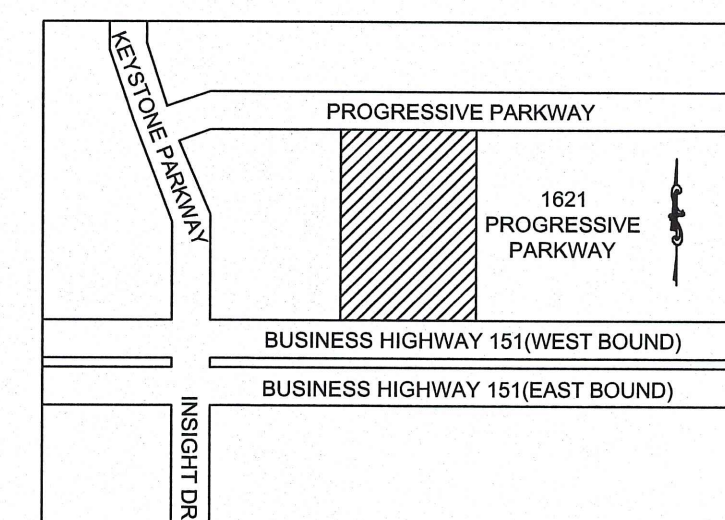 KEYSTONE PARKWAY
PROGRESSIVE PARKWAY
1621
PROGRESSIVE
PARKWAY
BUSINESS HIGHWAY 151(WEST BOUND)
BUSINESS HIGHWAY 151(EAST BOUND)
INSIGHT DR